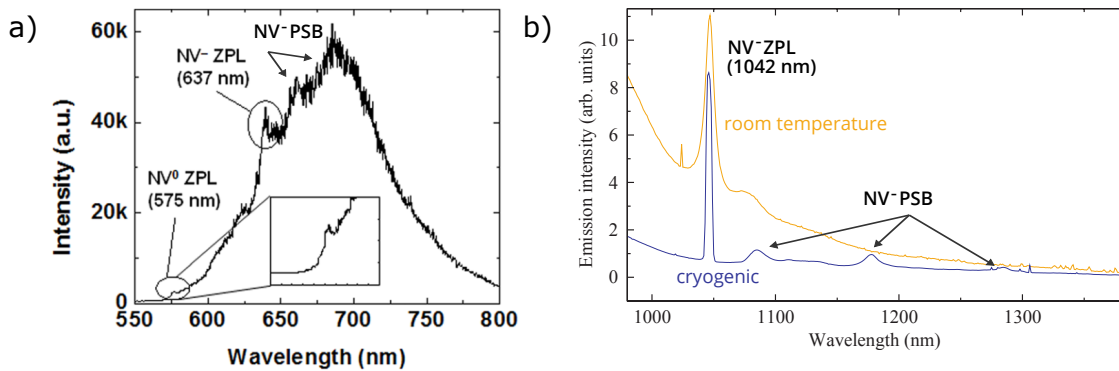 a)
60k
40k
20k
0
Intensity (a.u.)
NV⁻ ZPL
(637 nm)
NV⁻ PSB
NV⁰ ZPL
(575 nm)
550 600 650 700 750 800
Wavelength (nm)
b)
10
8
6
4
2
0
Emission intensity (arb. units)
NV⁻ ZPL
(1042 nm)
room temperature
NV⁻ PSB
cryogenic
1000 1100 1200 1300
Wavelength (nm)